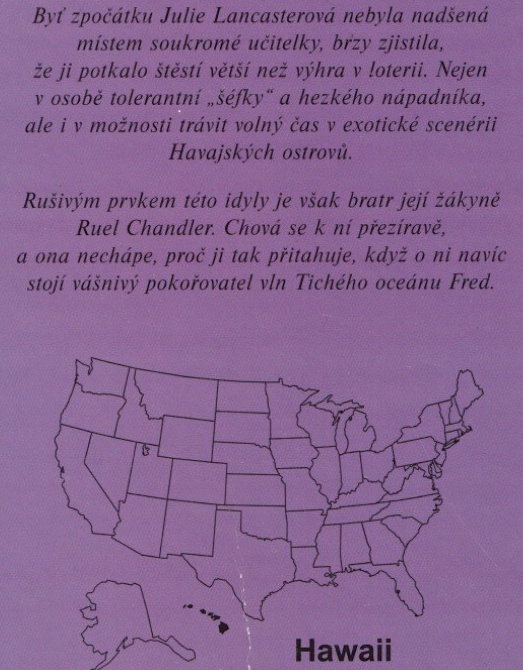 Byť zpočátku Julie Lancasterová nebyla nadšená
místem soukromé učitelky, brzy zjistila,
že ji potkalo štěstí větší než výhra v loterii. Nejen
v osobě tolerantní „šéfky“ a hezkého nápadníka,
ale i v možnosti trávit volný čas v exotické scenérii
Havajských ostrovů.
Rušivým prvkem této idyly je však bratr její žákyně
Ruel Chandler. Chová se k ní přezíravě,
a ona nechápe, proč ji tak přitahuje, když o ni navíc
stojí vášnivý pokořovatel vln Tichého oceánu Fred.
Hawaii